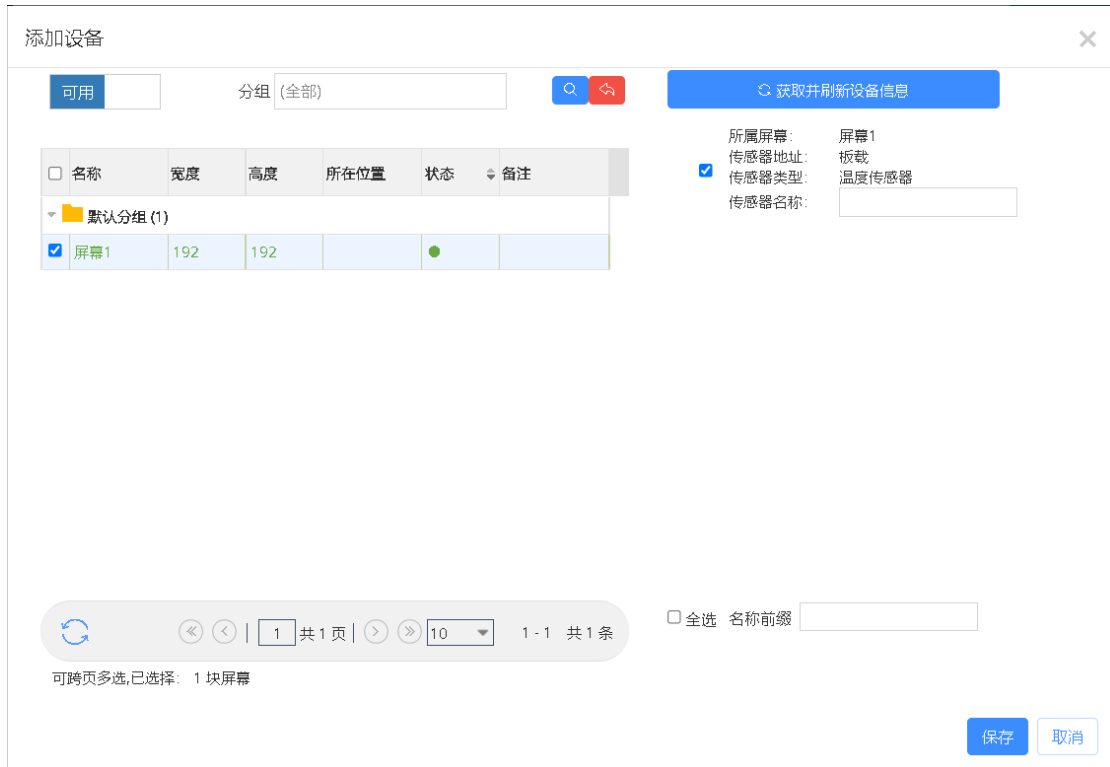 添加设备
可用 分组 (全部) 获取并刷新设备信息
所属屏幕: 屏幕1
传感器地址: 板载
传感器类型: 温度传感器
传感器名称:
名称 宽度 高度 所在位置 状态 备注
默认分组 (1)
屏幕1 192 192
全选 名称前缀
1 共1页 10 1-1 共1条
可跨页多选,已选择: 1 块屏幕
保存 取消